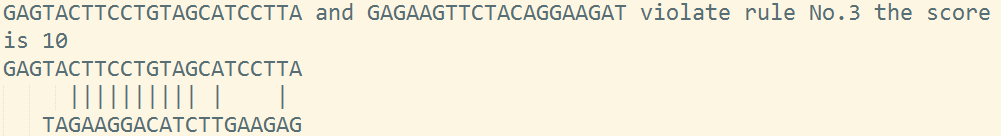 GAGTACTTCCTGTAGCATCCTTA and GAGAAGTTCTACAGGAAGAT violate rule No.3 the score
is 10
GAGTACTTCCTGTAGCATCCTTA
|||||||||| |    |
TAGAAGGACATCTTGAAGAG